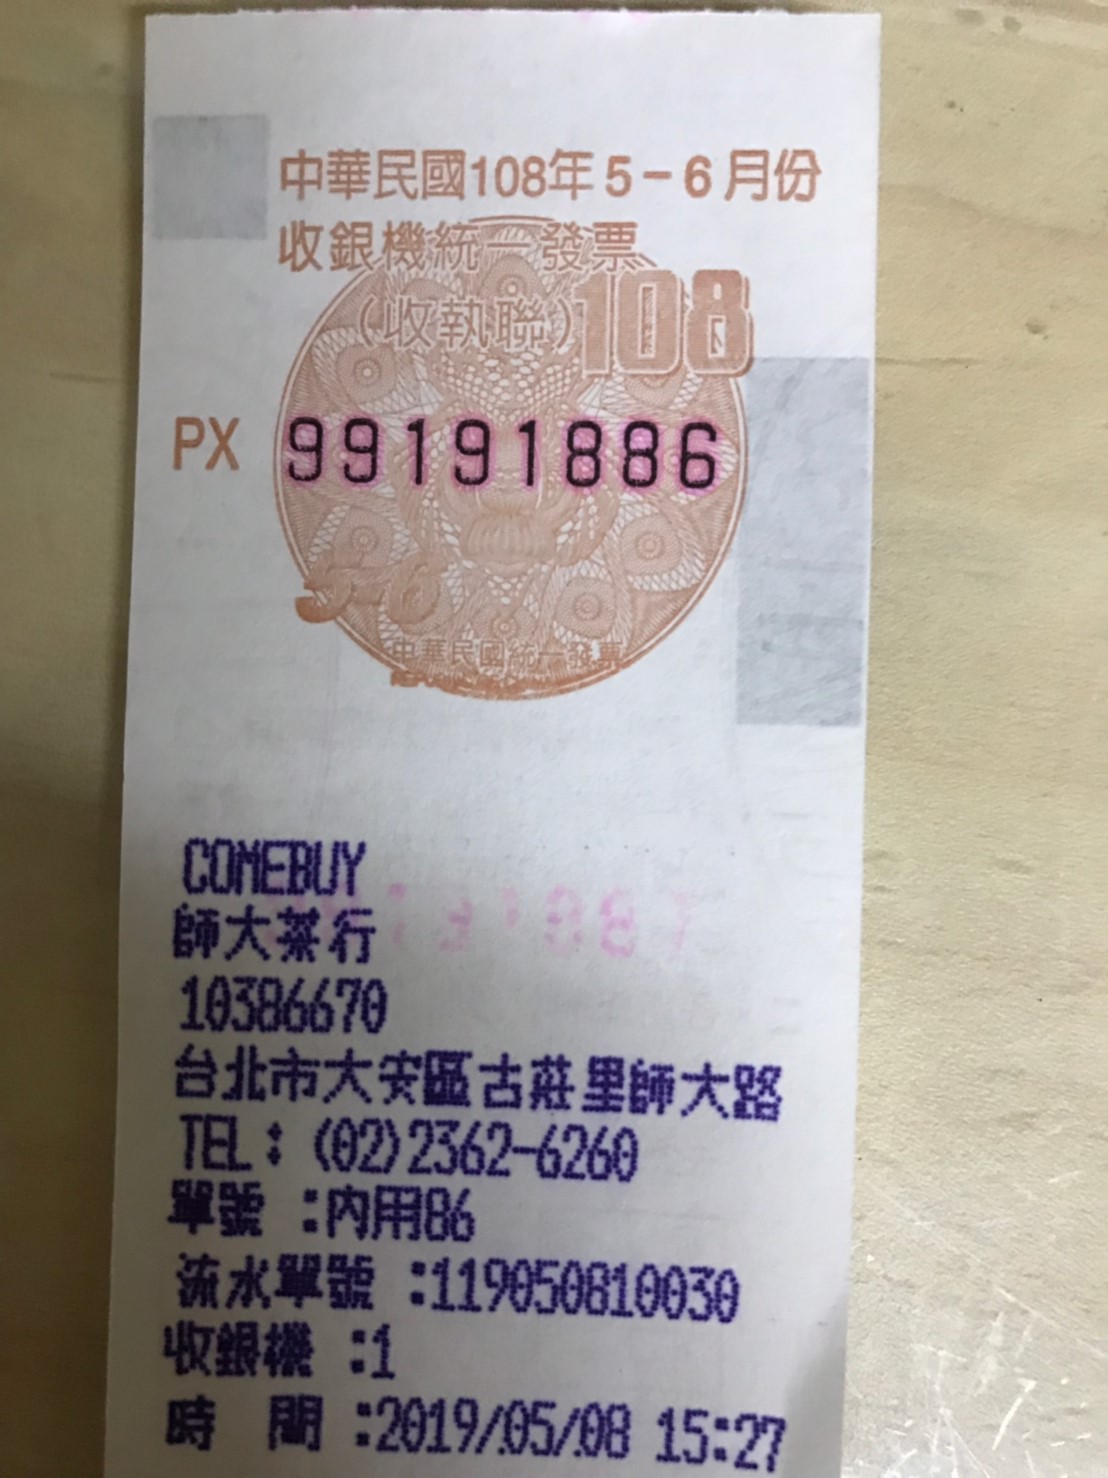 中華民國108年5-6月份
收銀機統一發票
(收執聯)
108
PX 99191886
5-6
中華民國統一發票
COMEBUY
師大茶行
10386670
台北市大安區古莊里師大路
TEL:(02)2362-6260
單號 :內用86
流水單號 :119050810030
收銀機 :1
時 間 :2019/05/08 15:27